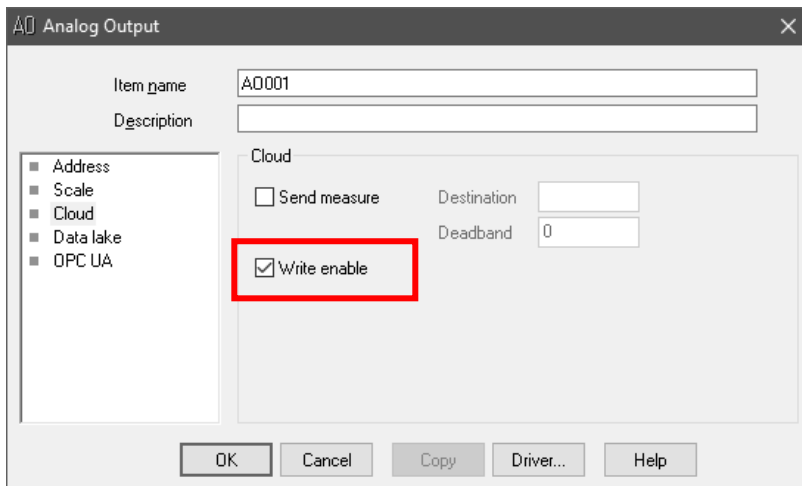 AO Analog Output
Item name AO001
Description
Address
Scale
Cloud
Data lake
OPC UA
Cloud
Send measure Destination
Deadband 0
Write enable
OK Cancel Copy Driver... Help